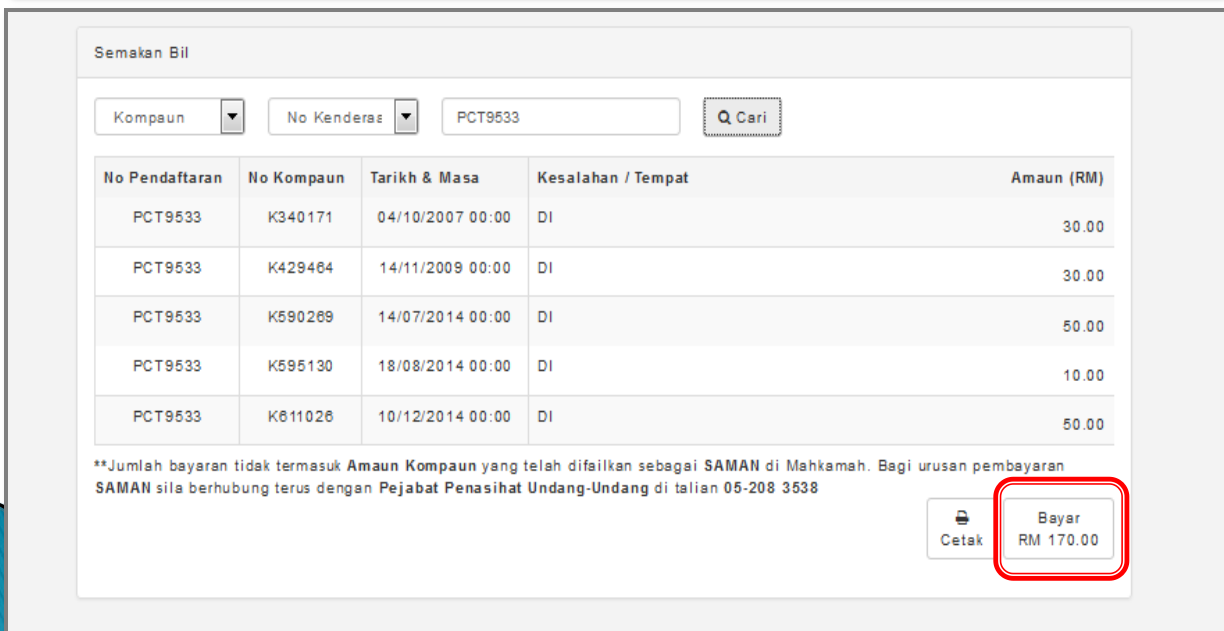 Semakan Bil
Kompaun No Kenderaa PCT9533 Cari
No Pendaftaran No Kompaun Tarikh & Masa Kesalahan / Tempat Amaun (RM)
PCT9533 K340171 04/10/2007 00:00 DI 30.00
PCT9533 K429464 14/11/2009 00:00 DI 30.00
PCT9533 K590269 14/07/2014 00:00 DI 50.00
PCT9533 K595130 18/08/2014 00:00 DI 10.00
PCT9533 K611026 10/12/2014 00:00 DI 50.00
**Jumlah bayaran tidak termasuk Amaun Kompaun yang telah difailkan sebagai SAMAN di Mahkamah. Bagi urusan pembayaran
SAMAN sila berhubung terus dengan Pejabat Penasihat Undang-Undang di talian 05-208 3538
Cetak
Bayar
RM 170.00